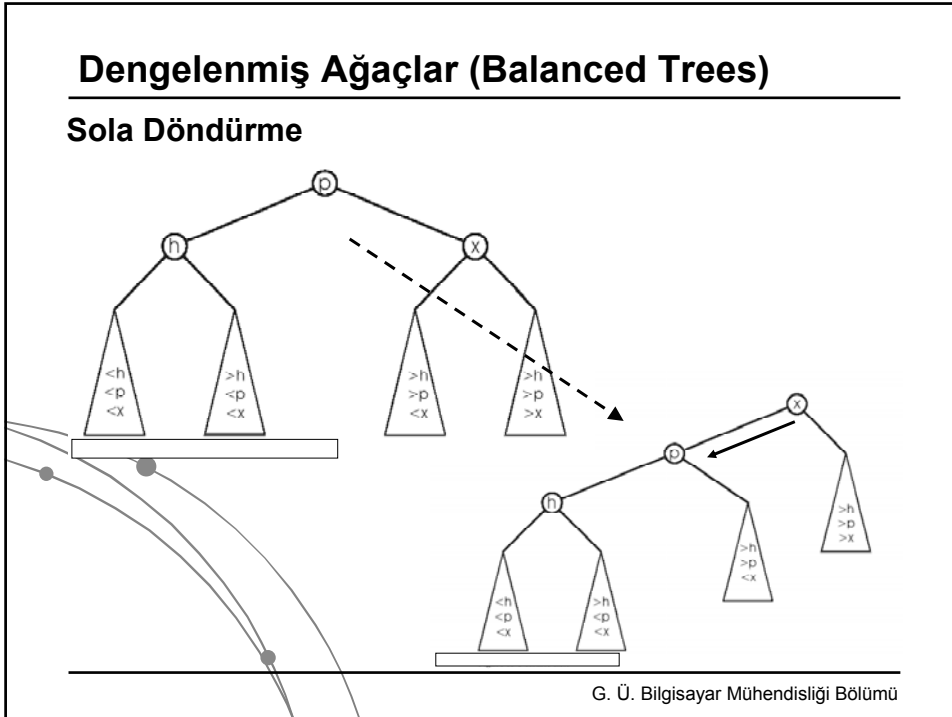 Dengelenmiş Ağaçlar (Balanced Trees)
Sola Döndürme
p
h
x
<h
<p
<x
>h
<p
<x
>h
>p
<x
>h
>p
>x
x
p
h
>h
>p
>x
>h
>p
<x
<h
<p
<x
>h
<p
<x
G. Ü. Bilgisayar Mühendisliği Bölümü